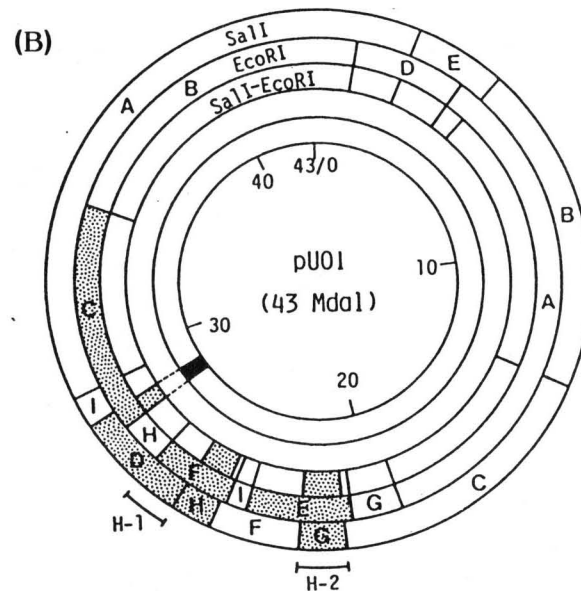 (B)
SalI
EcoRI
SalI-EcoRI
A
B
D
E
B
A
C
G
G
E
I
F
H
F
H
D
I
C
43/0
10
20
30
40
pUO1
(43 Mdal)
H-1
H-2